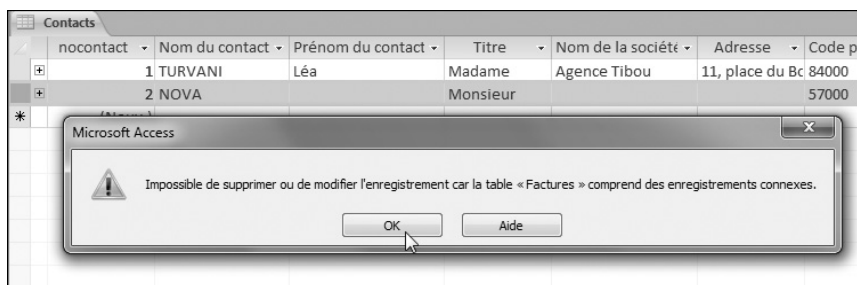 Contacts
nocontact Nom du contact Prénom du contact Titre Nom de la société Adresse Code p
1 TURVANI Léa Madame Agence Tibou 11, place du Bc 84000
2 NOVA Monsieur 57000
Microsoft Access
Impossible de supprimer ou de modifier l'enregistrement car la table « Factures » comprend des enregistrements connexes.
OK Aide